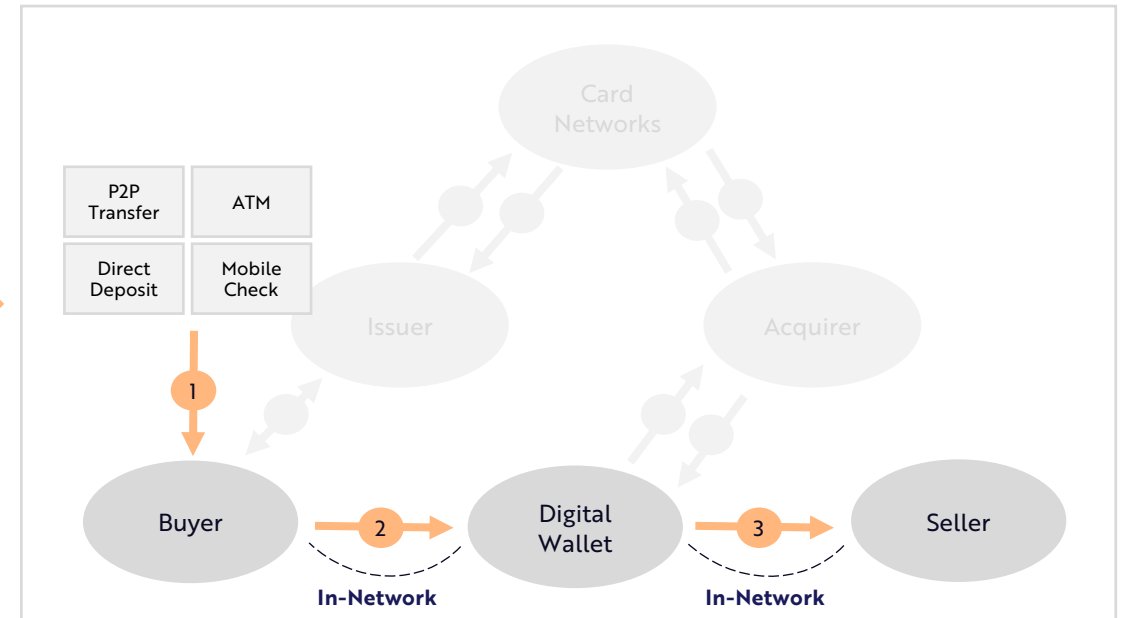 Card
Networks
P2P
Transfer
ATM
Direct
Deposit
Mobile
Check
Issuer
Acquirer
1
Buyer
2
Digital
Wallet
3
Seller
In-Network
In-Network